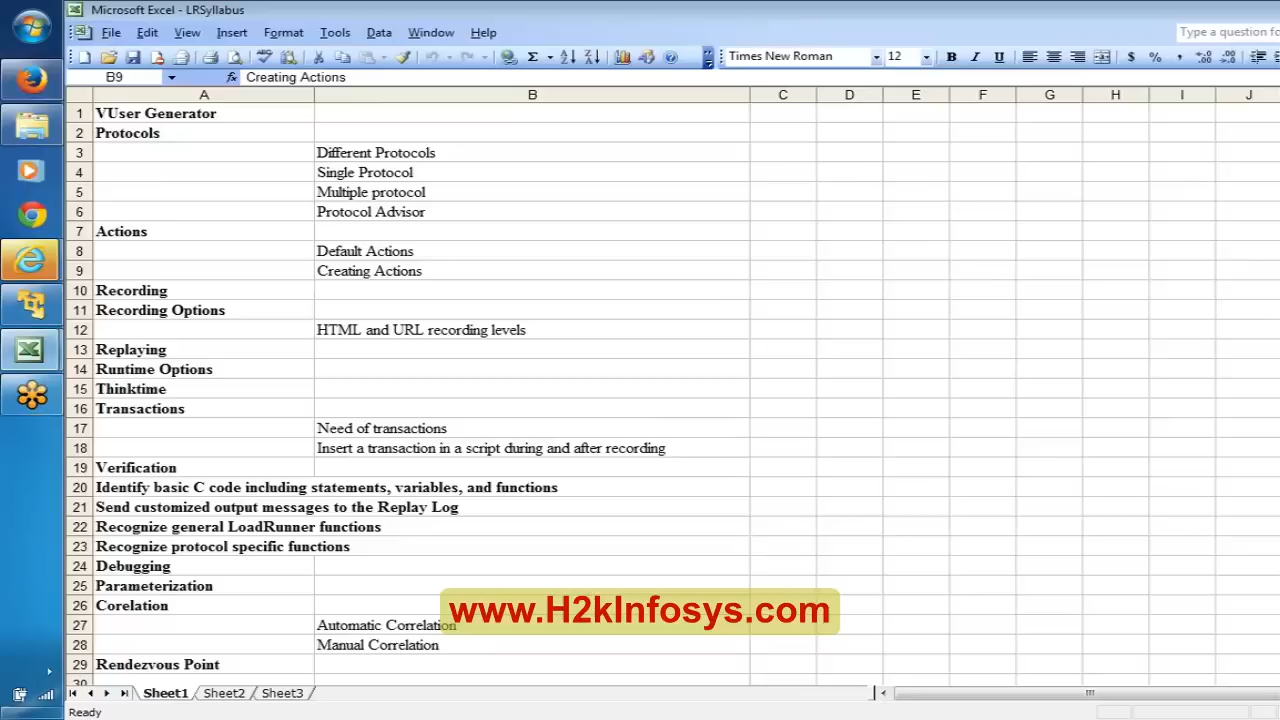 Microsoft Excel - LRSyllabus
File Edit View Insert Format Tools Data Window Help
Type a question fo
Times New Roman 12 B I U $ % ,
B9 fx Creating Actions
A B C D E F G H I J
1 VUser Generator
2 Protocols
3 Different Protocols
4 Single Protocol
5 Multiple protocol
6 Protocol Advisor
7 Actions
8 Default Actions
9 Creating Actions
10 Recording
11 Recording Options
12 HTML and URL recording levels
13 Replaying
14 Runtime Options
15 Thinktime
16 Transactions
17 Need of transactions
18 Insert a transaction in a script during and after recording
19 Verification
20 Identify basic C code including statements, variables, and functions
21 Send customized output messages to the Replay Log
22 Recognize general LoadRunner functions
23 Recognize protocol specific functions
24 Debugging
25 Parameterization
26 Corelation
www.H2kInfosys.com
27 Automatic Correlation
28 Manual Correlation
29 Rendezvous Point
30
Sheet1 Sheet2 Sheet3
Ready